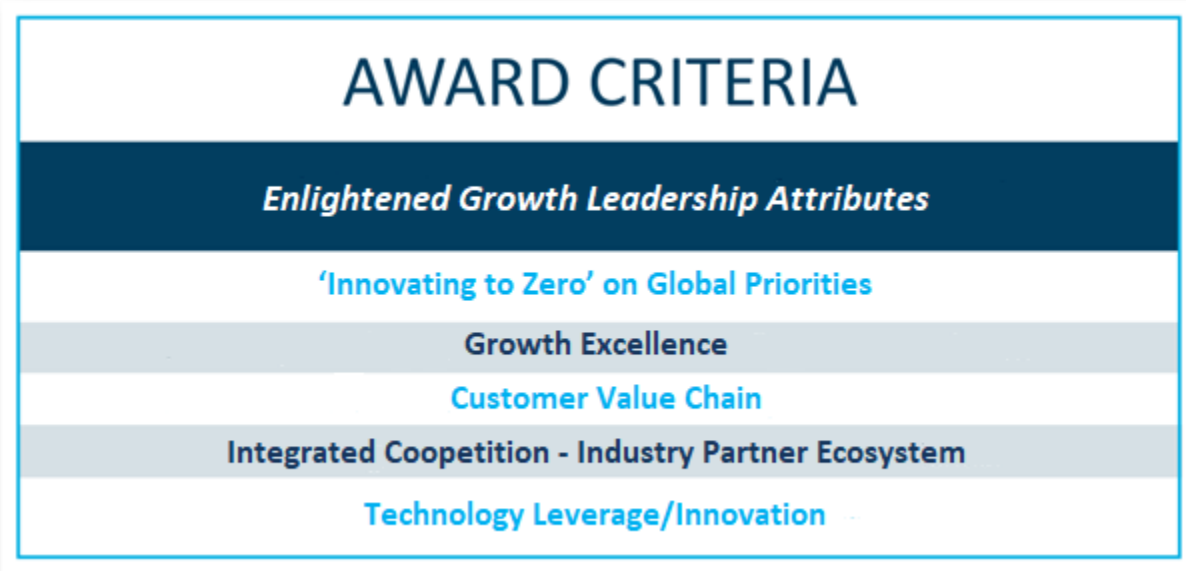 AWARD CRITERIA
Enlightened Growth Leadership Attributes
‘Innovating to Zero’ on Global Priorities
Growth Excellence
Customer Value Chain
Integrated Coopetition - Industry Partner Ecosystem
Technology Leverage/Innovation